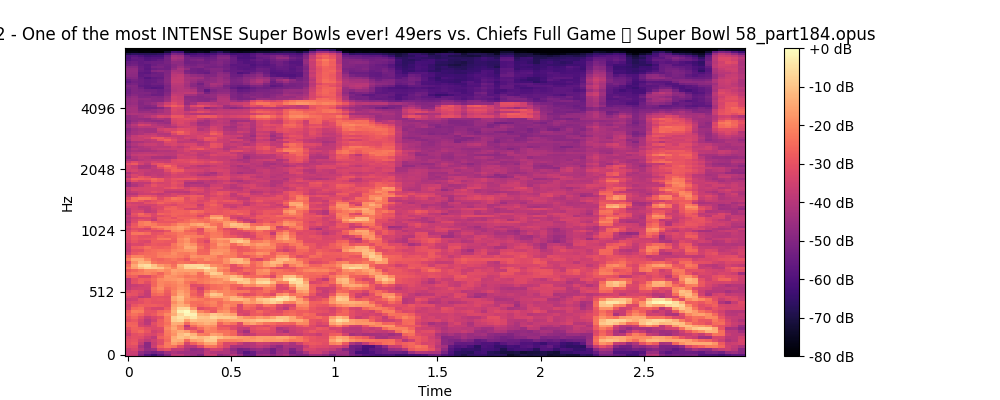 2 - One of the most INTENSE Super Bowls ever! 49ers vs. Chiefs Full Game Super Bowl 58_part184.opus
Hz
4096
2048
1024
512
0
0
0.5
1
1.5
2
2.5
Time
+0 dB
-10 dB
-20 dB
-30 dB
-40 dB
-50 dB
-60 dB
-70 dB
-80 dB